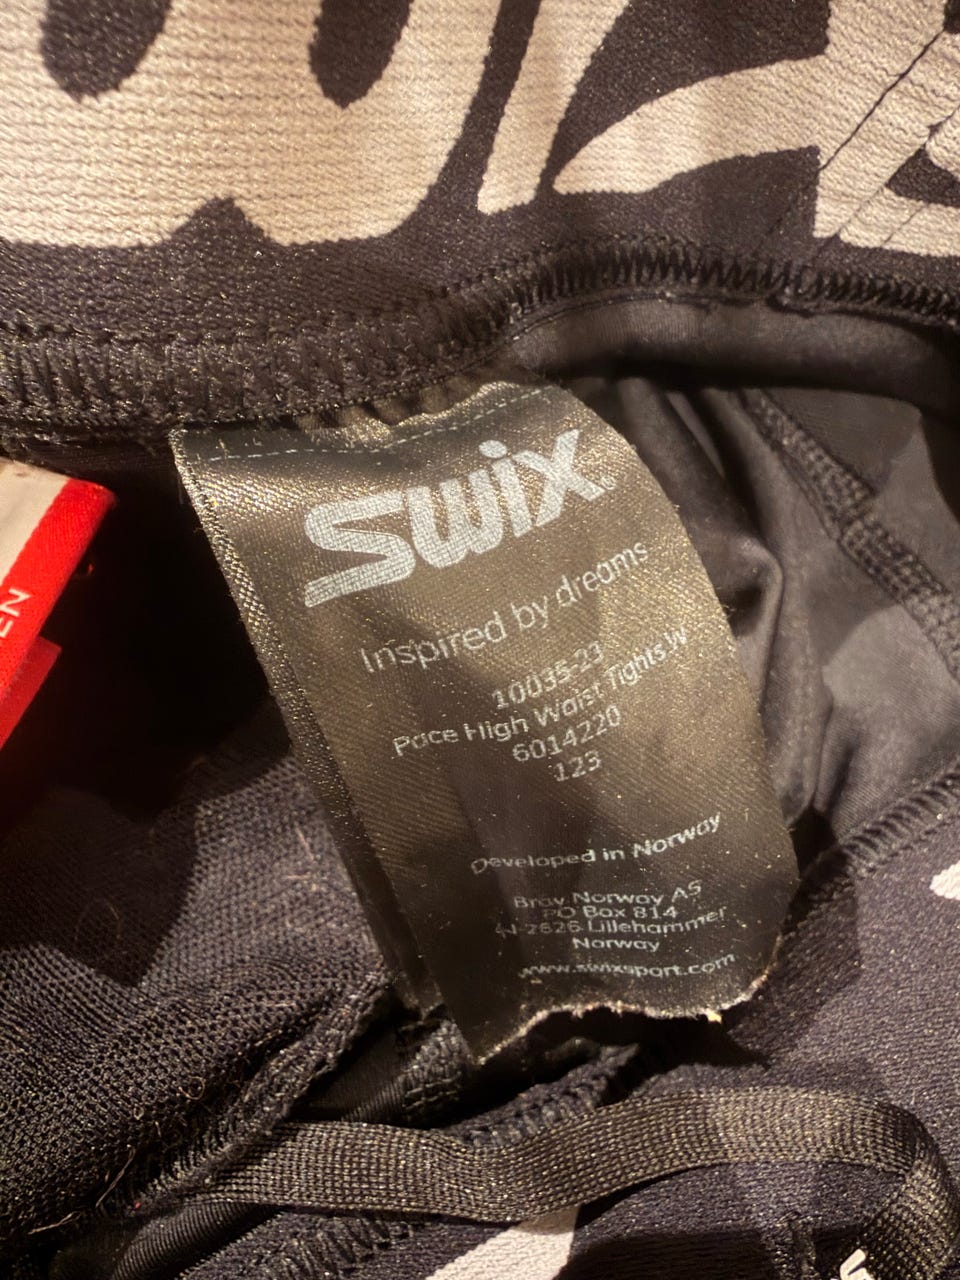 swix
Inspired by dreams
10035-23
Pace High Waist Tights W
6014220
123
Developed in Norway
Brav Norway AS
PO Box 814
N-2626 Lillehammer
Norway
www.swixsport.com
EN